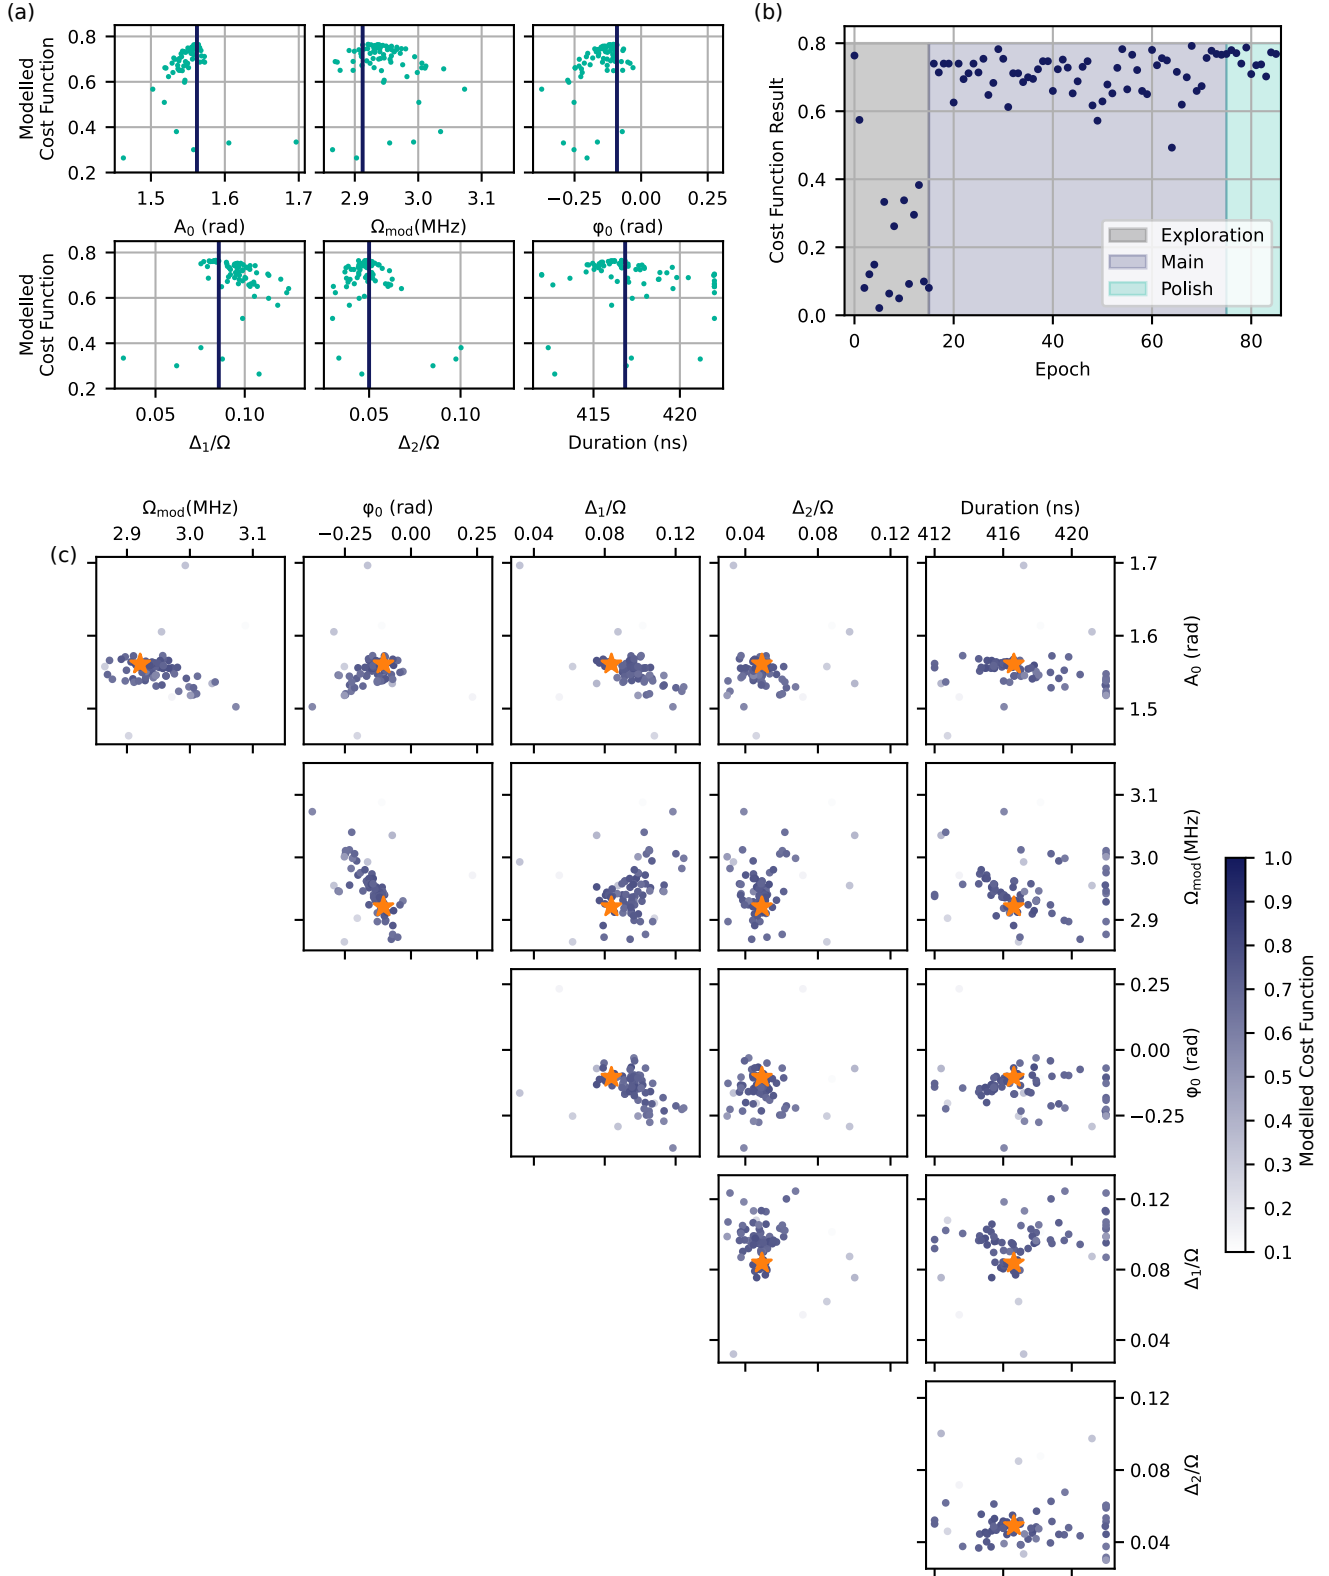 (a)
Modelled
Cost Function
0.8
0.6
0.4
0.2
1.5 1.6 1.7
2.9 3.0 3.1
−0.25 0.00 0.25
A₀ (rad)
Ω_mod(MHz)
φ₀ (rad)
Modelled
Cost Function
0.8
0.6
0.4
0.2
0.05 0.10
0.05 0.10
415 420
Δ₁/Ω
Δ₂/Ω
Duration (ns)
(b)
Cost Function Result
0.8
0.6
0.4
0.2
0.0
Exploration
Main
Polish
0 20 40 60 80
Epoch
(c)
Ω_mod(MHz)
2.9 3.0 3.1
φ₀ (rad)
−0.25 0.00 0.25
Δ₁/Ω
0.04 0.08 0.12
Δ₂/Ω
0.04 0.08 0.12
Duration (ns)
412 416 420
1.7
1.6
1.5
A₀ (rad)
3.1
3.0
2.9
Ω_mod(MHz)
0.25
0.00
−0.25
φ₀ (rad)
0.12
0.08
0.04
Δ₁/Ω
0.12
0.08
0.04
Δ₂/Ω
1.0
0.9
0.8
0.7
0.6
0.5
0.4
0.3
0.2
0.1
Modelled Cost Function